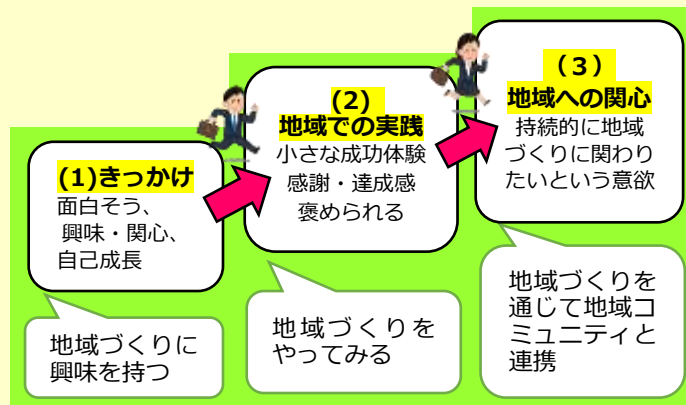 (1)きっかけ
面白そう、
興味・関心、
自己成長
地域づくりに
興味を持つ
(2)
地域での実践
小さな成功体験
感謝・達成感
褒められる
地域づくりを
やってみる
(3)
地域への関心
持続的に地域
づくりに関わり
たいという意欲
地域づくりを
通じて地域コ
ミュニティと
連携